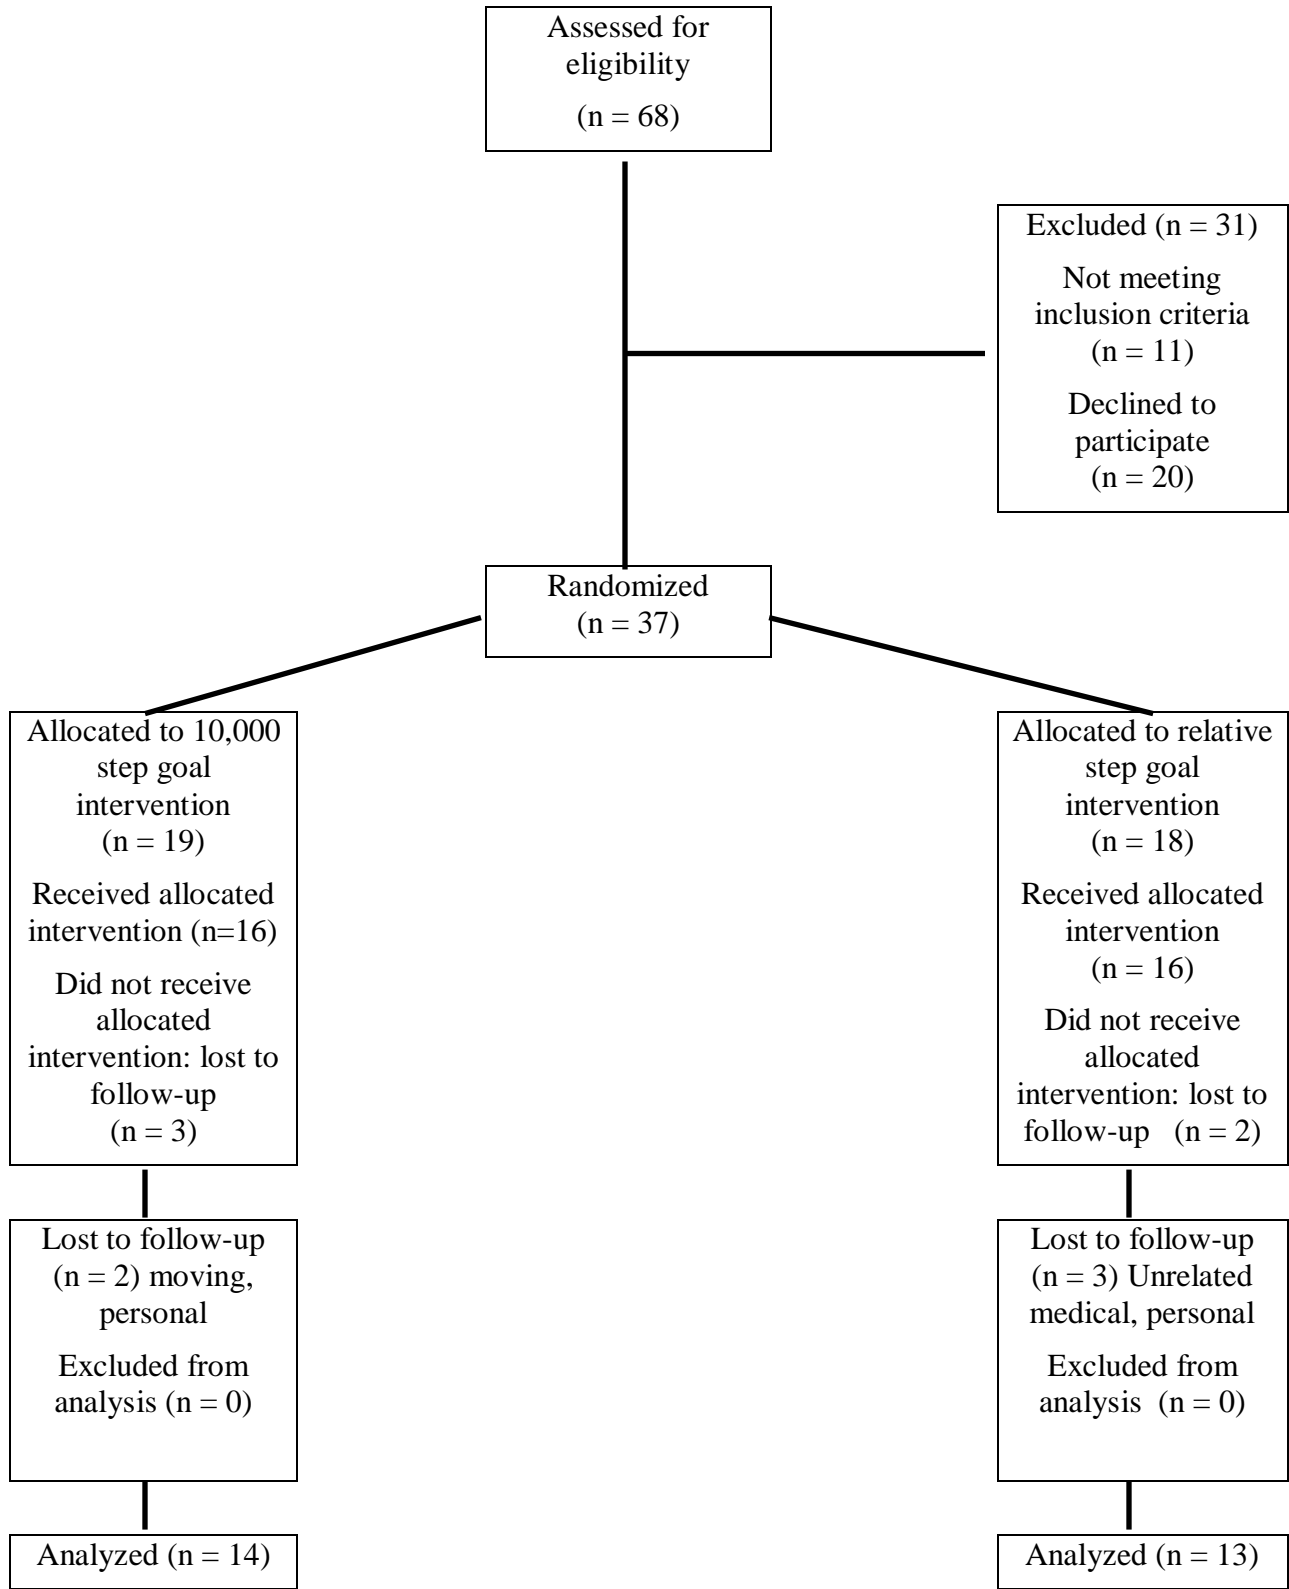 Assessed for
eligibility
(n = 68)
Excluded (n = 31)
Not meeting
inclusion criteria
(n = 11)
Declined to
participate
(n = 20)
Randomized
(n = 37)
Allocated to 10,000
step goal
intervention
(n = 19)
Received allocated
intervention (n=16)
Did not receive
allocated
intervention: lost to
follow-up
(n = 3)
Allocated to relative
step goal
intervention
(n = 18)
Received allocated
intervention
(n = 16)
Did not receive
allocated
intervention: lost to
follow-up (n = 2)
Lost to follow-up
(n = 2) moving,
personal
Excluded from
analysis (n = 0)
Lost to follow-up
(n = 3) Unrelated
medical, personal
Excluded from
analysis (n = 0)
Analyzed (n = 14)
Analyzed (n = 13)